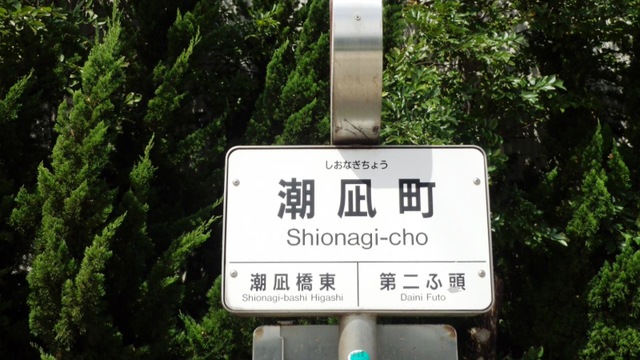 しおなぎちょう
潮凪町
Shionagi-cho
潮凪橋東 第二ふ頭
Shionagi-bashi Higashi Daini Futo